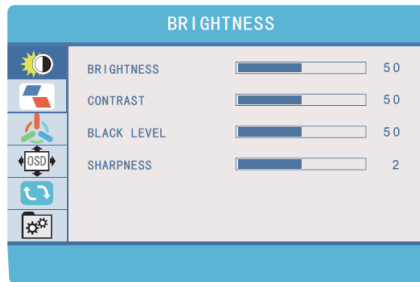 BRIGHTNESS
BRIGHTNESS 50
CONTRAST 50
BLACK LEVEL 50
SHARPNESS 2
OSD